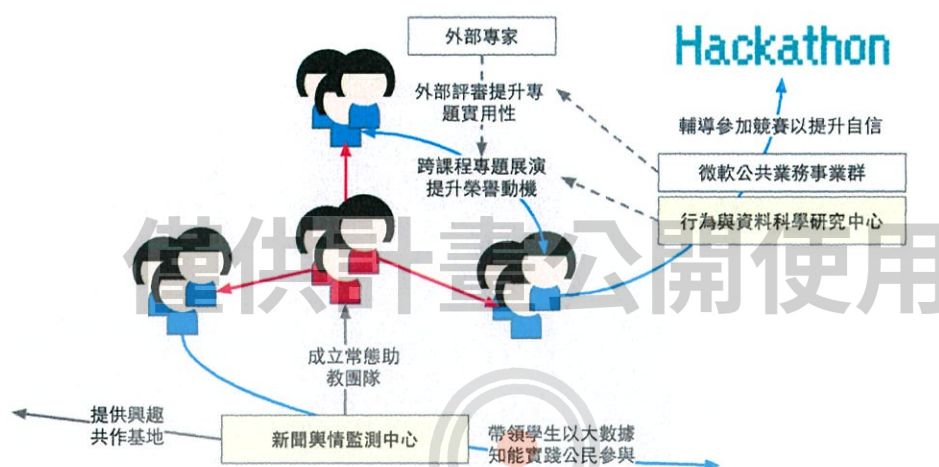 外部專家
Hackathon
外部評審提升專
題實用性
輔導參加競賽以提升自信
跨課程專題展演
提升榮譽動機
微軟公共業務事業群
行為與資料科學研究中心
僅供計畫公開使用
成立常態助
教團隊
提供興趣
共作基地
新聞輿情監測中心
帶領學生以大數據
知能實踐公民參與